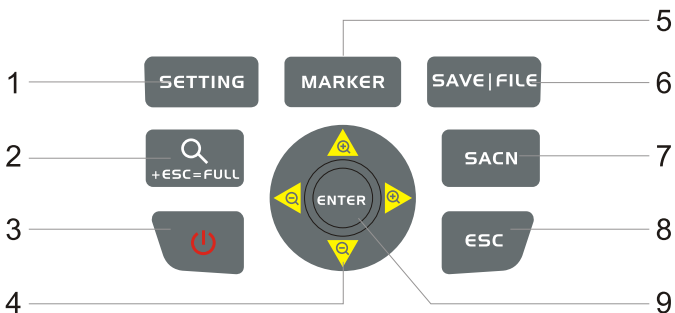 5
1 SETTING MARKER SAVE|FILE 6
2 +ESC=FULL SACN 7
ENTER
3 ESC 8
4 9